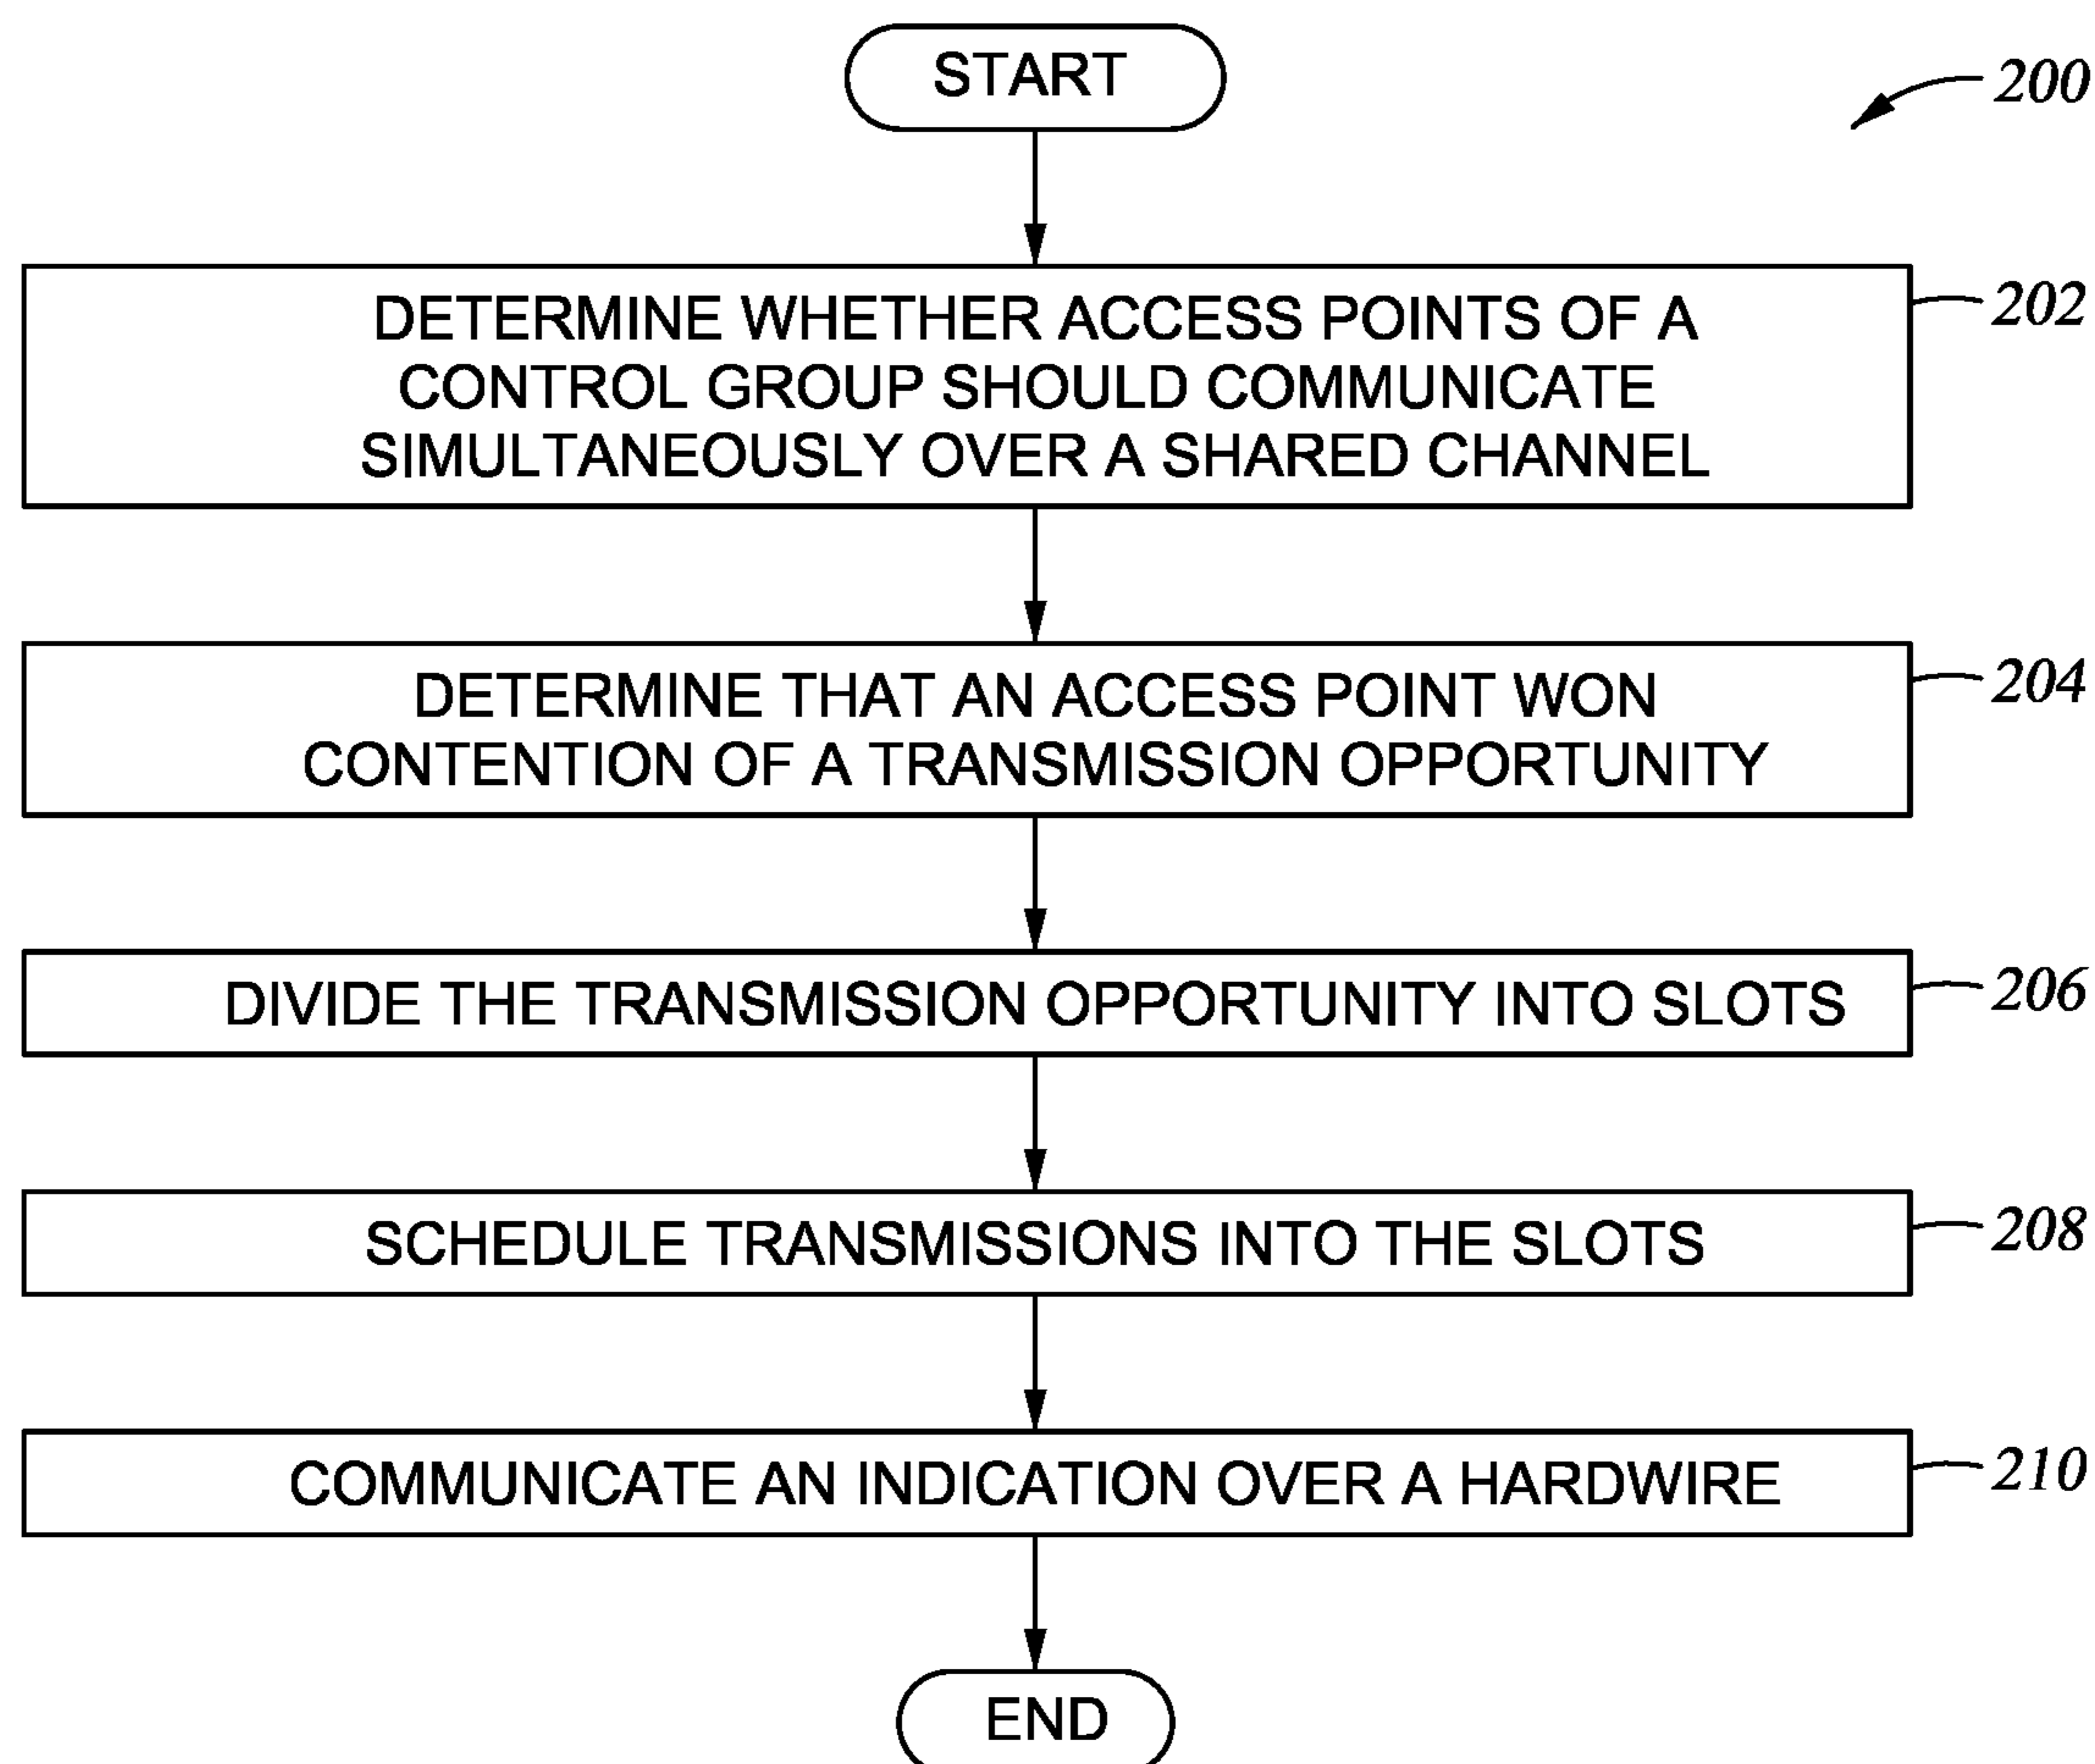 START
200
DETERMINE WHETHER ACCESS POINTS OF A
CONTROL GROUP SHOULD COMMUNICATE
SIMULTANEOUSLY OVER A SHARED CHANNEL
202
DETERMINE THAT AN ACCESS POINT WON
CONTENTION OF A TRANSMISSION OPPORTUNITY
204
DIVIDE THE TRANSMISSION OPPORTUNITY INTO SLOTS
206
SCHEDULE TRANSMISSIONS INTO THE SLOTS
208
COMMUNICATE AN INDICATION OVER A HARDWIRE
210
END